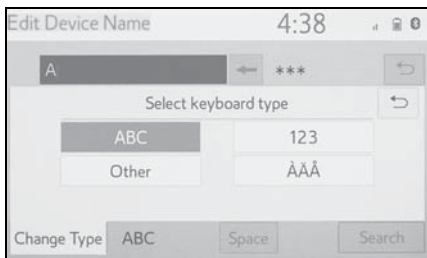 Edit Device Name 4:38
A ***
Select keyboard type
ABC 123
Other ÀÄÂ
Change Type ABC Space Search